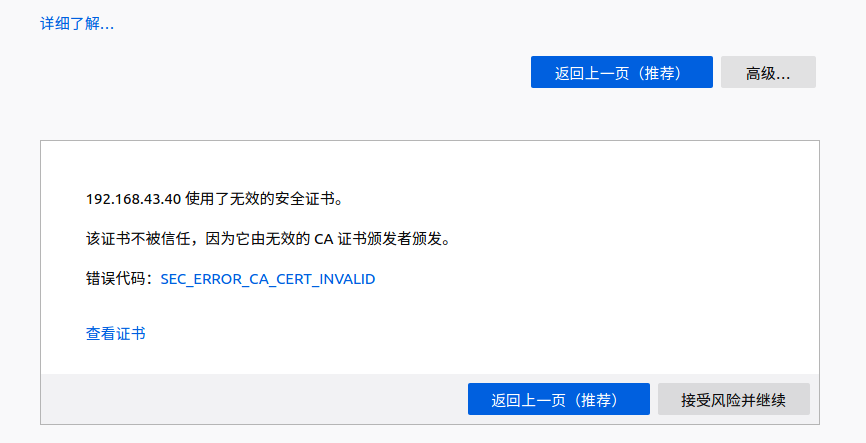 详细了解…
返回上一页（推荐）
高级…
192.168.43.40 使用了无效的安全证书。
该证书不被信任，因为它由无效的 CA 证书颁发者颁发。
错误代码：SEC_ERROR_CA_CERT_INVALID
查看证书
返回上一页（推荐）
接受风险并继续